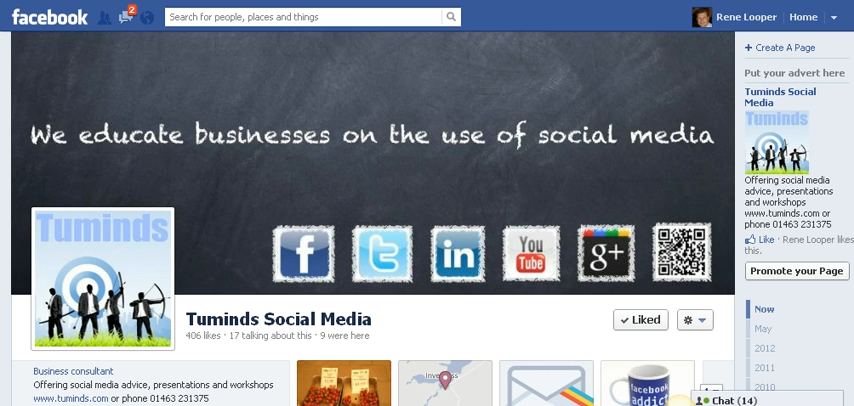 facebook
2
Search for people, places and things
Rene Looper
Home
We educate businesses on the use of social media
Tuminds
f
t
in
You
Tube
g+
Tuminds Social Media
406 likes · 17 talking about this · 9 were here
Liked
Business consultant
Offering social media advice, presentations and workshops
www.tuminds.com or phone 01463 231375
facebook
addict
+ Create A Page
Put your advert here
Tuminds Social
Media
Tuminds
Offering social media
advice, presentations
and workshops
www.tuminds.com or
phone 01463 231375
Like · Rene Looper likes
this.
Promote your Page
Now
May
2012
2011
2010
Chat (14)